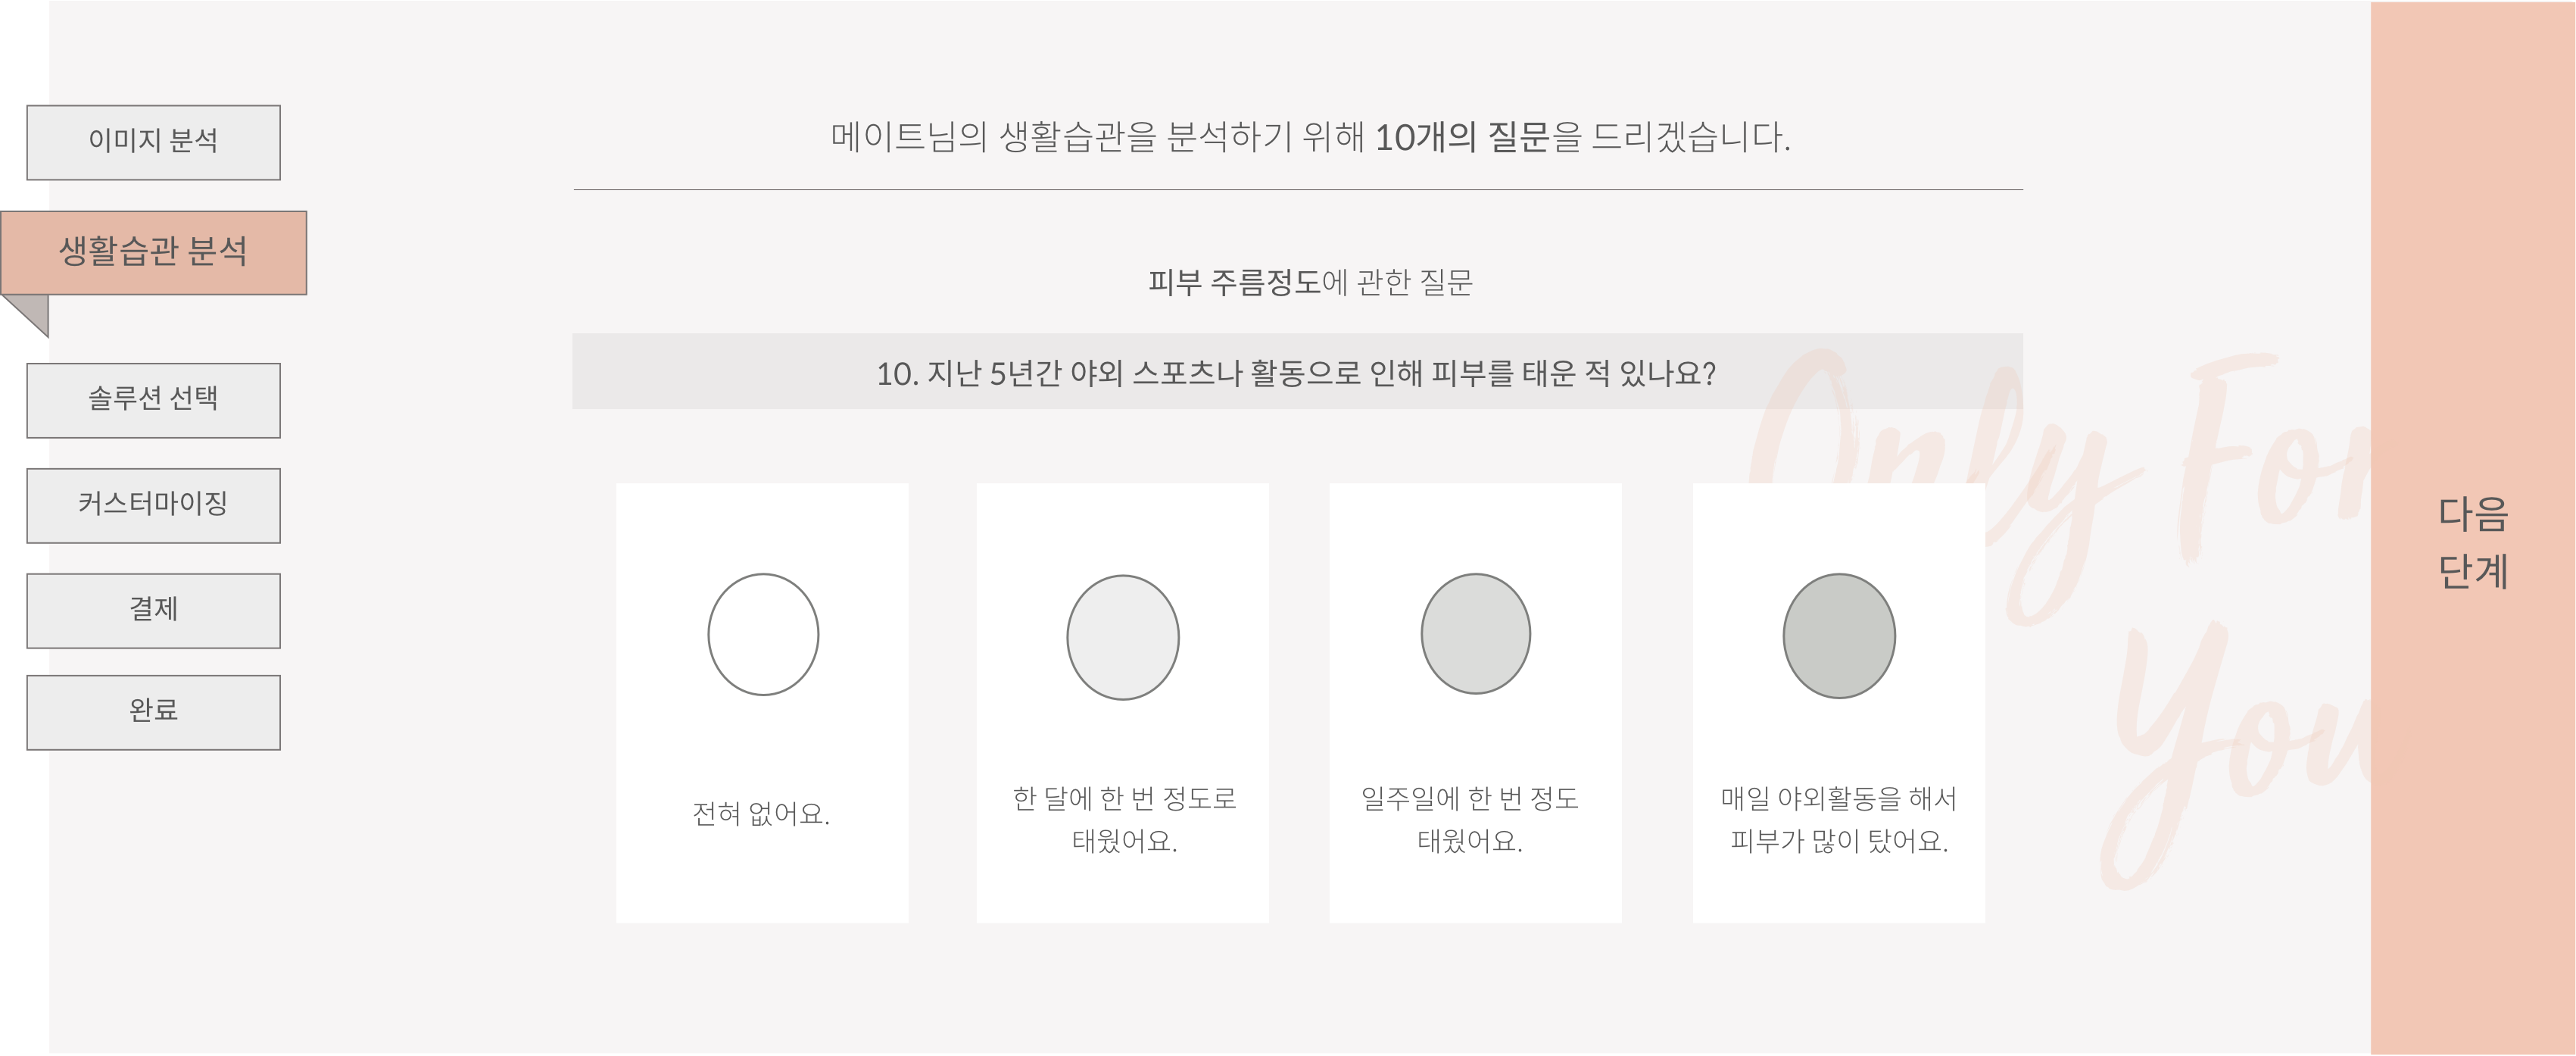 이미지 분석
생활습관 분석
솔루션 선택
커스터마이징
결제
완료
메이트님의 생활습관을 분석하기 위해 10개의 질문을 드리겠습니다.
피부 주름정도에 관한 질문
10. 지난 5년간 야외 스포츠나 활동으로 인해 피부를 태운 적 있나요?
전혀 없어요.
한 달에 한 번 정도로
태웠어요.
일주일에 한 번 정도
태웠어요.
매일 야외활동을 해서
피부가 많이 탔어요.
Only For
You
다음
단계